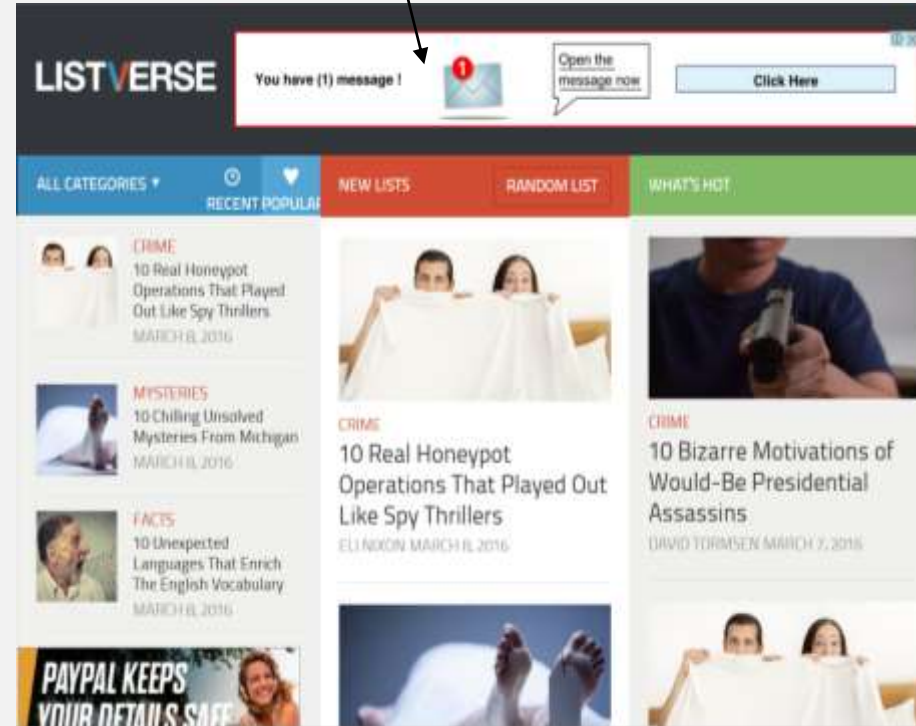 LISTVERSE
You have (1) message !
1
Open the
message now
Click Here
ALL CATEGORIES
RECENT
POPULAR
CRIME
10 Real Honeypot
Operations That Played
Out Like Spy Thrillers
MARCH 8, 2016
MYSTERIES
10 Chilling Unsolved
Mysteries From Michigan
MARCH 8, 2016
FACTS
10 Unexpected
Languages That Enrich
The English Vocabulary
MARCH 8, 2016
PAYPAL KEEPS
YOUR DETAILS SAFE
NEW LISTS
RANDOM LIST
CRIME
10 Real Honeypot
Operations That Played Out
Like Spy Thrillers
ELI NIXON MARCH 8, 2016
WHAT'S HOT
CRIME
10 Bizarre Motivations of
Would-Be Presidential
Assassins
DAVID TORMSEN MARCH 7, 2016